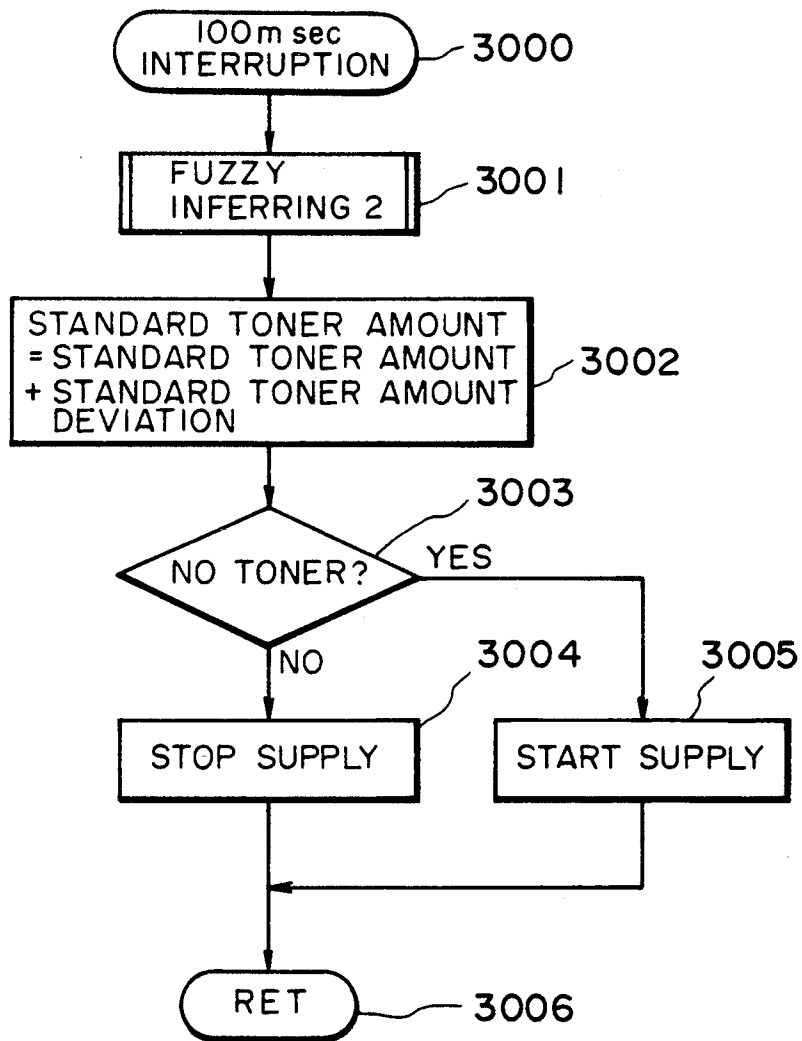 100m sec
INTERRUPTION
3000
FUZZY
INFERRING 2
3001
STANDARD TONER AMOUNT
= STANDARD TONER AMOUNT
+ STANDARD TONER AMOUNT
DEVIATION
3002
3003
NO TONER?
YES
NO
3004
3005
STOP SUPPLY
START SUPPLY
RET
3006